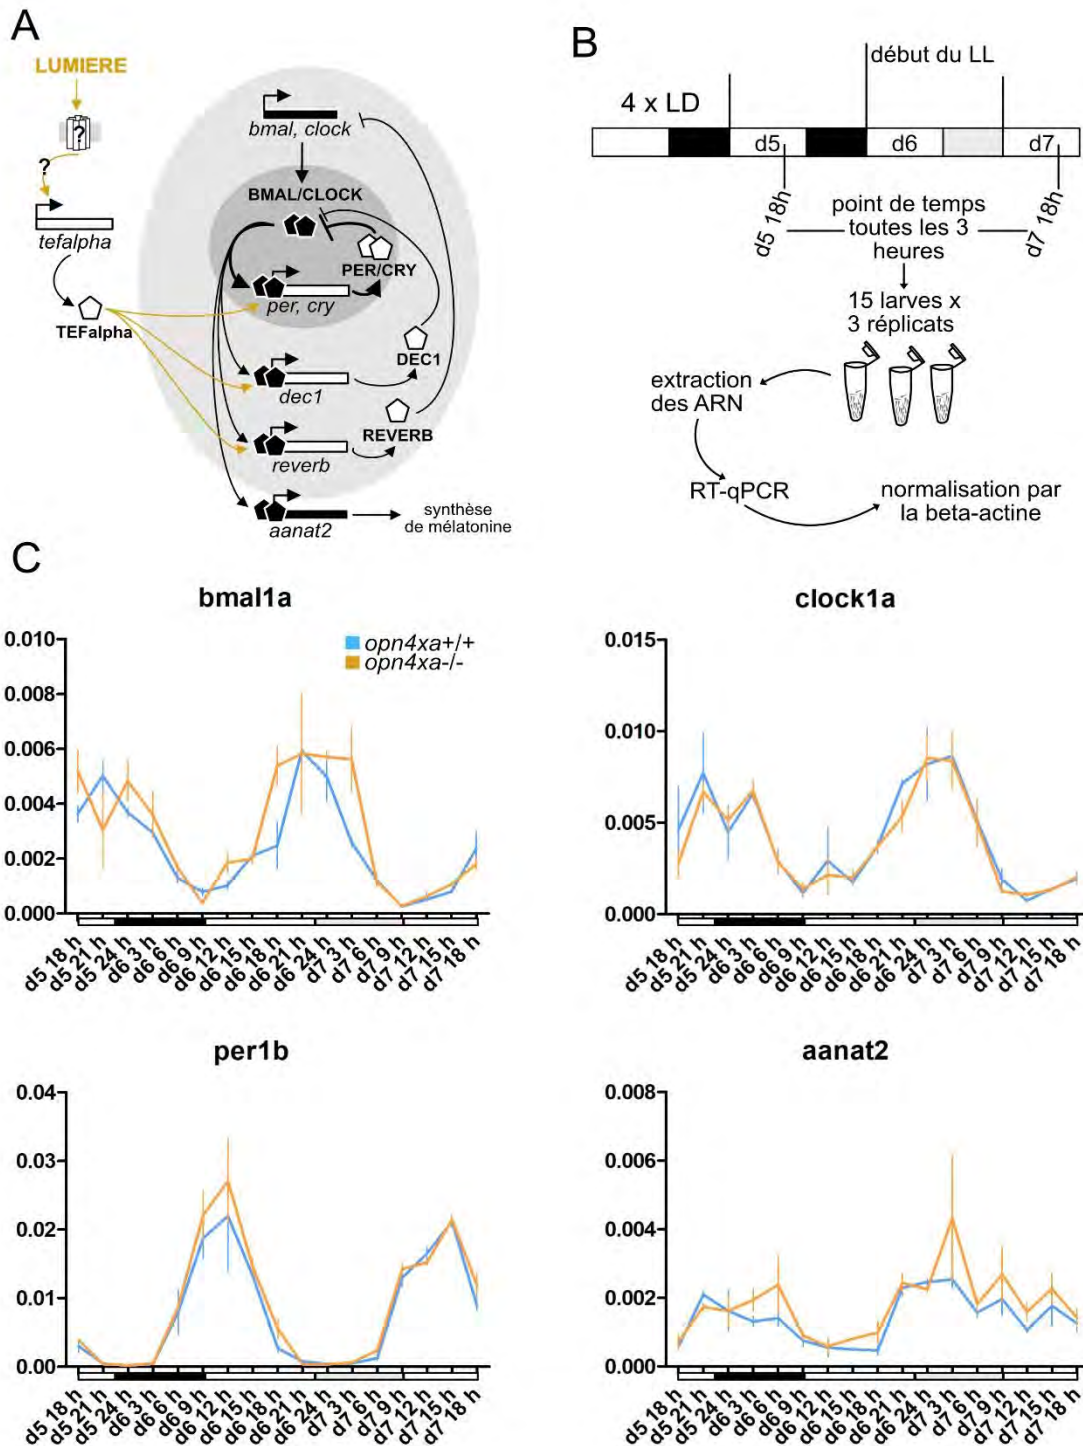 A
LUMIERE
?
?
tefalpha
TEFalpha
bmal, clock
BMAL/CLOCK
PER/CRY
per, cry
DEC1
dec1
REVERB
reverb
aanat2
synthèse
de mélatonine
B
début du LL
4 x LD
d5
d6
d7
d5 18h
point de temps
toutes les 3
heures
d7 18h
15 larves x
3 réplicats
extraction
des ARN
RT-qPCR
normalisation par
la beta-actine
C
bmal1a
opn4xa+/+
opn4xa-/-
0.010
0.008
0.006
0.004
0.002
0.000
d5 18 h
d5 21 h
d5 24 h
d6 3 h
d6 6 h
d6 9 h
d6 12 h
d6 15 h
d6 18 h
d6 21 h
d6 24 h
d7 3 h
d7 6 h
d7 9 h
d7 12 h
d7 15 h
d7 18 h
clock1a
0.015
0.010
0.005
0.000
d5 18 h
d5 21 h
d5 24 h
d6 3 h
d6 6 h
d6 9 h
d6 12 h
d6 15 h
d6 18 h
d6 21 h
d6 24 h
d7 3 h
d7 6 h
d7 9 h
d7 12 h
d7 15 h
d7 18 h
per1b
0.04
0.03
0.02
0.01
0.00
d5 18 h
d5 21 h
d5 24 h
d6 3 h
d6 6 h
d6 9 h
d6 12 h
d6 15 h
d6 18 h
d6 21 h
d6 24 h
d7 3 h
d7 6 h
d7 9 h
d7 12 h
d7 15 h
d7 18 h
aanat2
0.008
0.006
0.004
0.002
0.000
d5 18 h
d5 21 h
d5 24 h
d6 3 h
d6 6 h
d6 9 h
d6 12 h
d6 15 h
d6 18 h
d6 21 h
d6 24 h
d7 3 h
d7 6 h
d7 9 h
d7 12 h
d7 15 h
d7 18 h